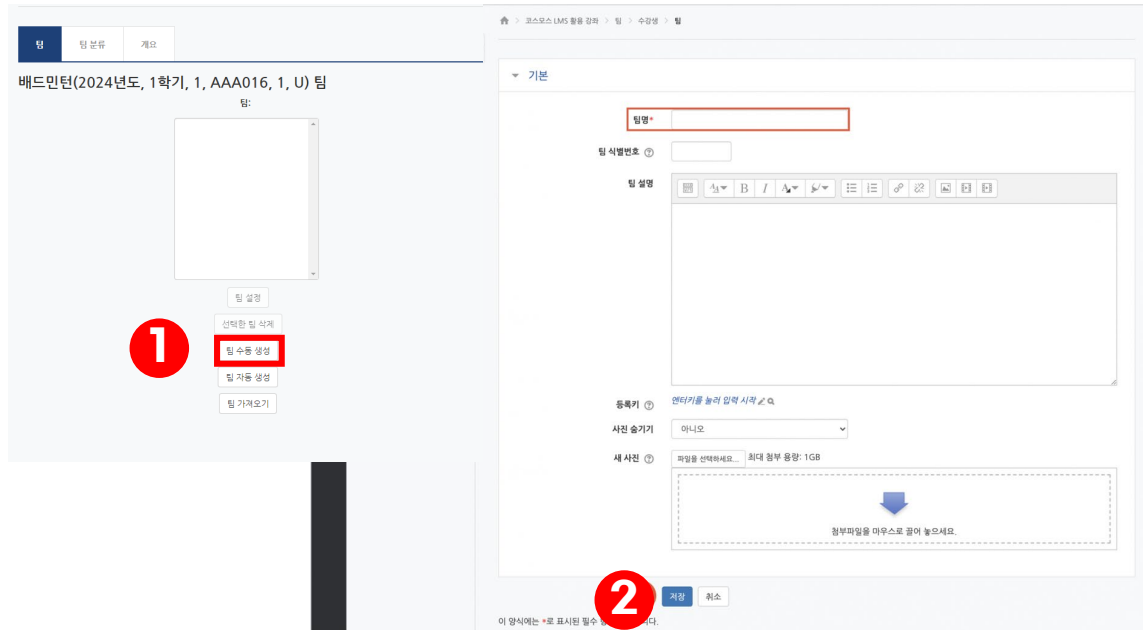 팀 팀 분류 개요
배드민턴(2024년도, 1학기, 1, AAA016, 1, U) 팀
팀:
팀 설정
선택한 팀 삭제
1
팀 수동 생성
팀 자동 생성
팀 가져오기
코스모스 LMS 활용 강좌 > 팀 > 수강생 > 팀
기본
팀명*
팀 식별번호
팀 설명
등록키 엔터키를 눌러 입력 시작
사진 숨기기 아니오
새 사진 파일을 선택하세요... 최대 첨부 용량: 1GB
첨부파일을 마우스로 끌어 놓으세요.
2 저장 취소
이 양식에는 *로 표시된 필수